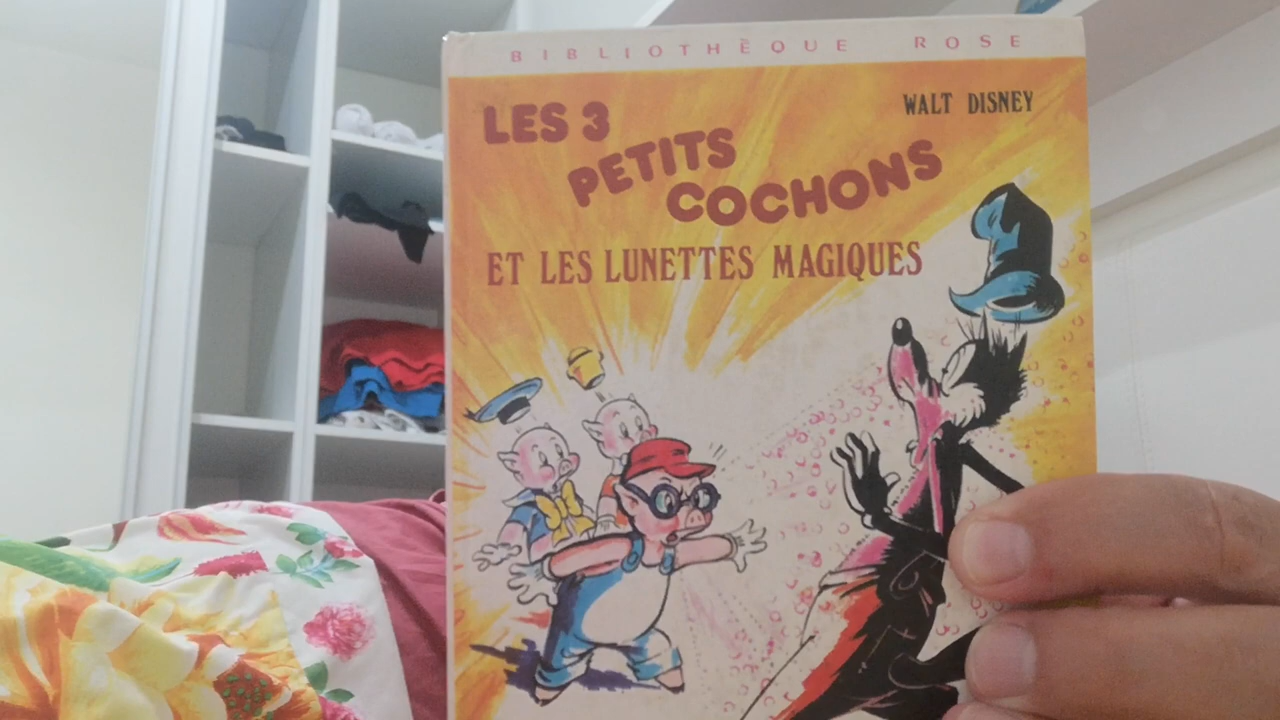 BIBLIOTHÈQUE ROSE
WALT DISNEY
LES 3
PETITS
COCHONS
ET LES LUNETTES MAGIQUES